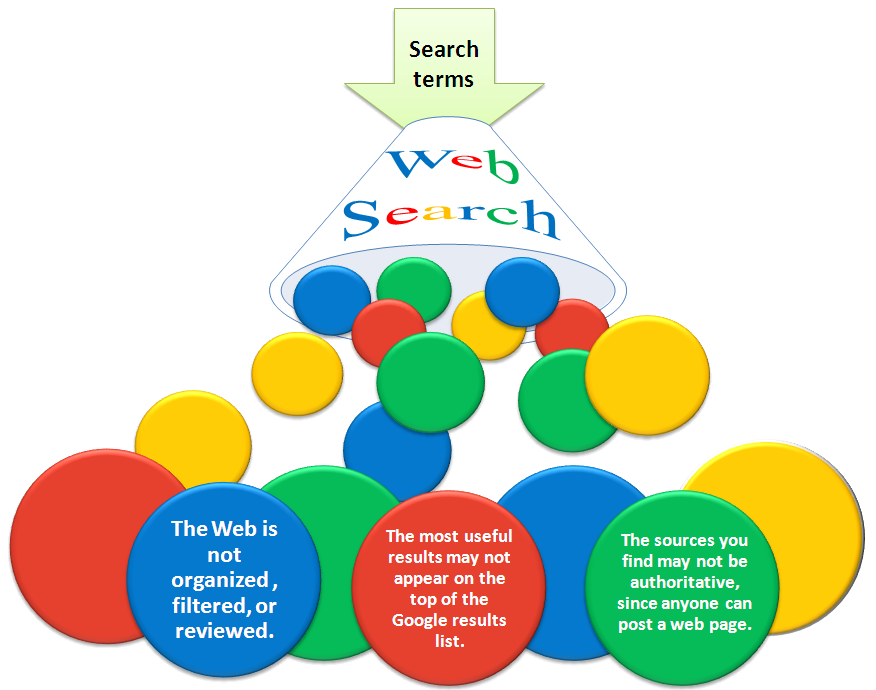 Search
terms
Web
Search
The Web is
not
organized ,
filtered, or
reviewed.
The most useful
results may not
appear on the
top of the
Google results
list.
The sources you
find may not be
authoritative,
since anyone can
post a web page.